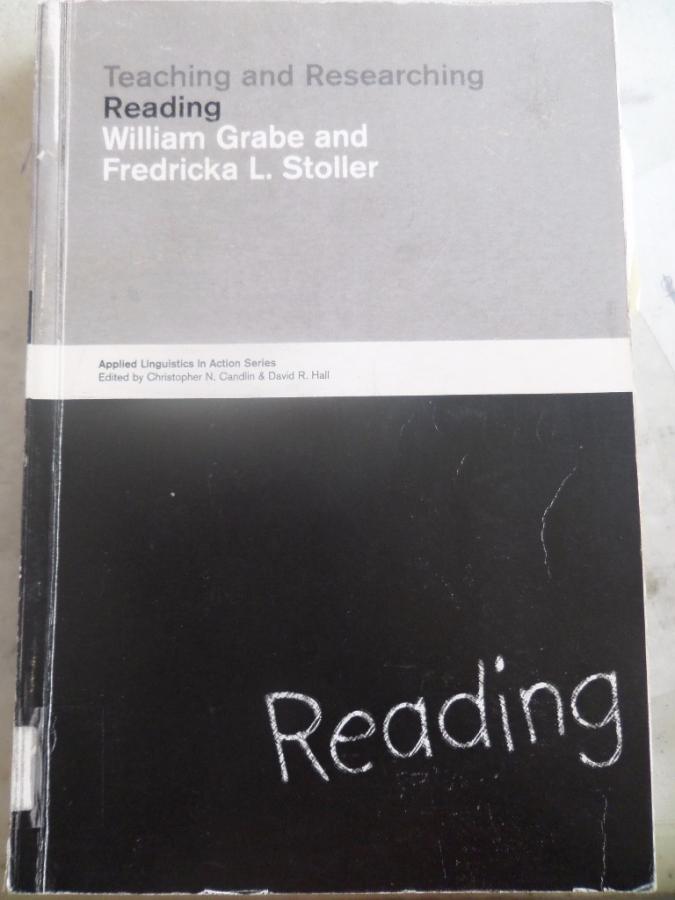 Teaching and Researching
Reading
William Grabe and
Fredricka L. Stoller
Applied Linguistics in Action Series
Edited by Christopher N. Candlin & David R. Hall
Reading